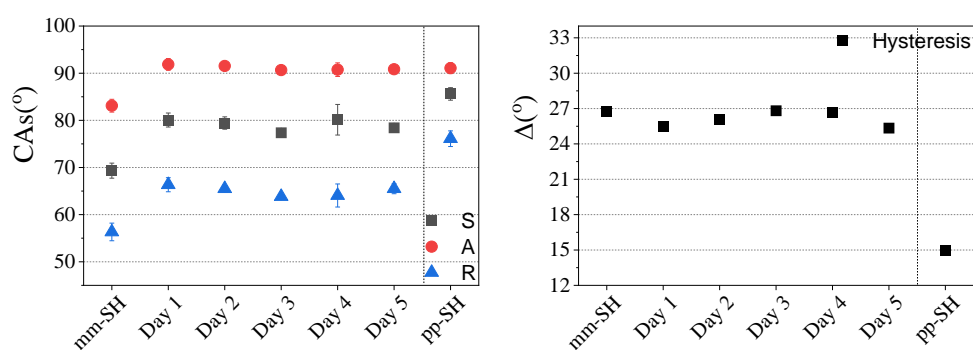 CAs(°)
100
90
80
70
60
50
S
A
R
mm-SH
Day 1
Day 2
Day 3
Day 4
Day 5
pp-SH
Δ(°)
33
30
27
24
21
18
15
12
Hysteresis
mm-SH
Day 1
Day 2
Day 3
Day 4
Day 5
pp-SH